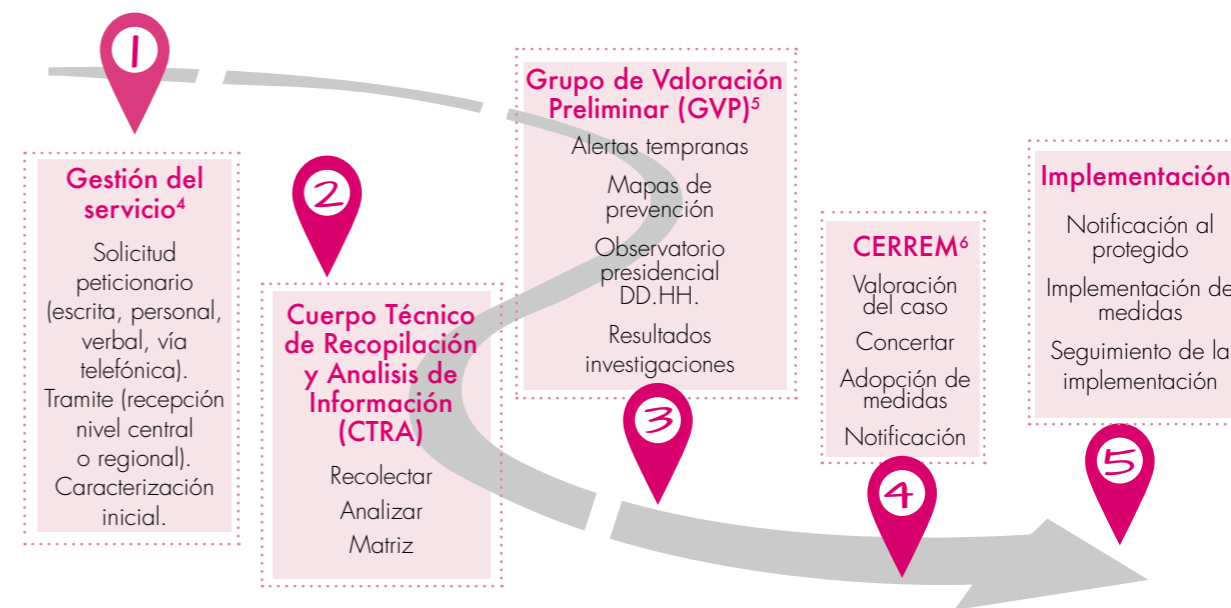 1
Gestión del
servicio⁴
Solicitud
peticionario
(escrita, personal,
verbal, vía
telefónica).
Tramite (recepción
nivel central
o regional).
Caracterización
inicial.
2
Cuerpo Técnico
de Recopilación
y Analisis de
Información
(CTRA)
Recolectar
Analizar
Matriz
Grupo de Valoración
Preliminar (GVP)⁵
Alertas tempranas
Mapas de
prevención
Observatorio
presidencial
DD.HH.
Resultados
investigaciones
3
CERREM⁶
Valoración
del caso
Concertar
Adopción de
medidas
Notificación
4
Implementación
Notificación al
protegido
Implementación de
medidas
Seguimiento de la
implementación
5